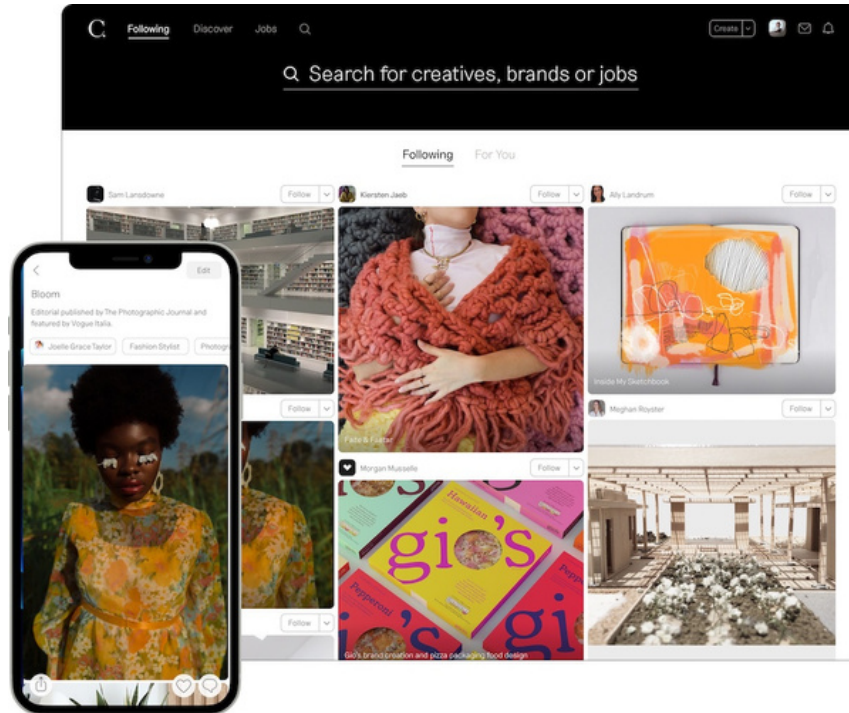 C.
Following
Discover
Jobs
Create
Search for creatives, brands or jobs
Following
For You
Sam Lansdowne
Follow
Kiersten Jaeb
Follow
Ally Landrum
Follow
Inside My Sketchbook
Meghan Royster
Follow
Follow
Morgan Musselle
Follow
Hawaiian
gio's
Pepperoni
gio's
Gio's brand creation and pizza packaging food design
Follow
Edit
Bloom
Editorial published by The Photographic Journal and
featured by Vogue Italia.
Joelle Grace Taylor
Fashion Stylist